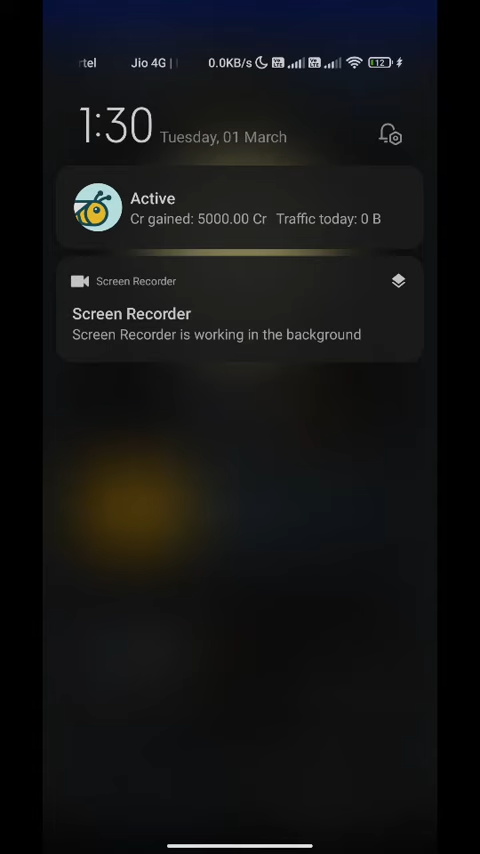 rtel Jio 4G | 0.0KB/s 12
1:30 Tuesday, 01 March
Active
Cr gained: 5000.00 Cr Traffic today: 0 B
Screen Recorder
Screen Recorder
Screen Recorder is working in the background